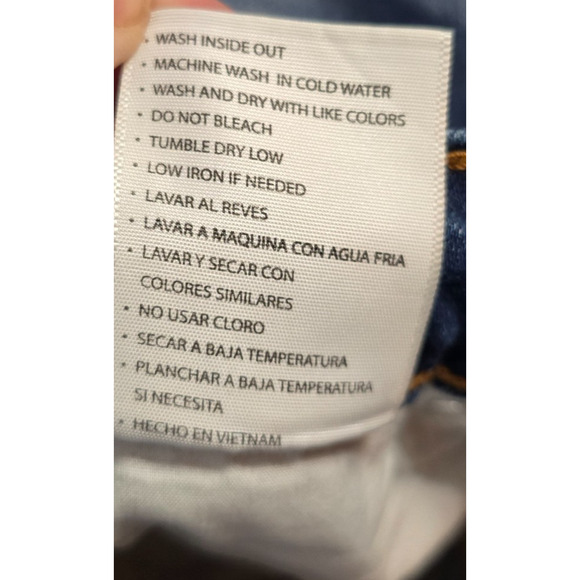 • WASH INSIDE OUT
• MACHINE WASH IN COLD WATER
• WASH AND DRY WITH LIKE COLORS
• DO NOT BLEACH
• TUMBLE DRY LOW
• LOW IRON IF NEEDED
• LAVAR AL REVES
• LAVAR A MAQUINA CON AGUA FRIA
• LAVAR Y SECAR CON
COLORES SIMILARES
• NO USAR CLORO
• SECAR A BAJA TEMPERATURA
• PLANCHAR A BAJA TEMPERATURA
SI NECESITA
• HECHO EN VIETNAM